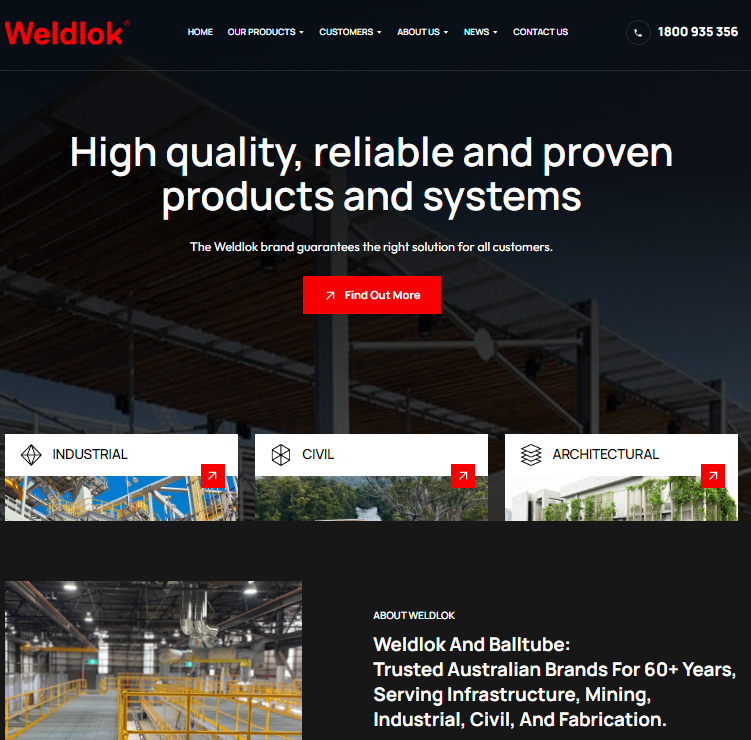 Weldlok®
HOME OUR PRODUCTS CUSTOMERS ABOUT US NEWS CONTACT US
1800 935 356
High quality, reliable and proven
products and systems
The Weldlok brand guarantees the right solution for all customers.
Find Out More
INDUSTRIAL
CIVIL
ARCHITECTURAL
ABOUT WELDLOK
Weldlok And Balltube:
Trusted Australian Brands For 60+ Years,
Serving Infrastructure, Mining,
Industrial, Civil, And Fabrication.